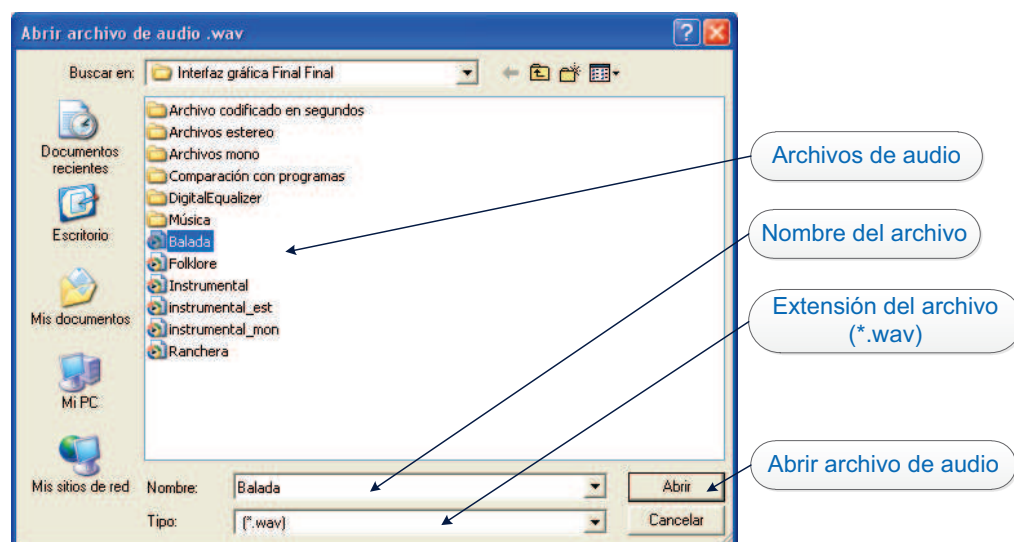 Abrir archivo de audio .wav
Buscar en:
Interfaz gráfica Final Final
Documentos
recientes
Escritorio
Mis documentos
Mi PC
Mis sitios de red
Archivo codificado en segundos
Archivos estereo
Archivos mono
Comparación con programas
DigitalEqualizer
Música
Balada
Folklore
Instrumental
instrumental_est
instrumental_mon
Ranchera
Nombre:
Balada
Abrir
Tipo:
(*.wav)
Cancelar
Archivos de audio
Nombre del archivo
Extensión del archivo
(*.wav)
Abrir archivo de audio